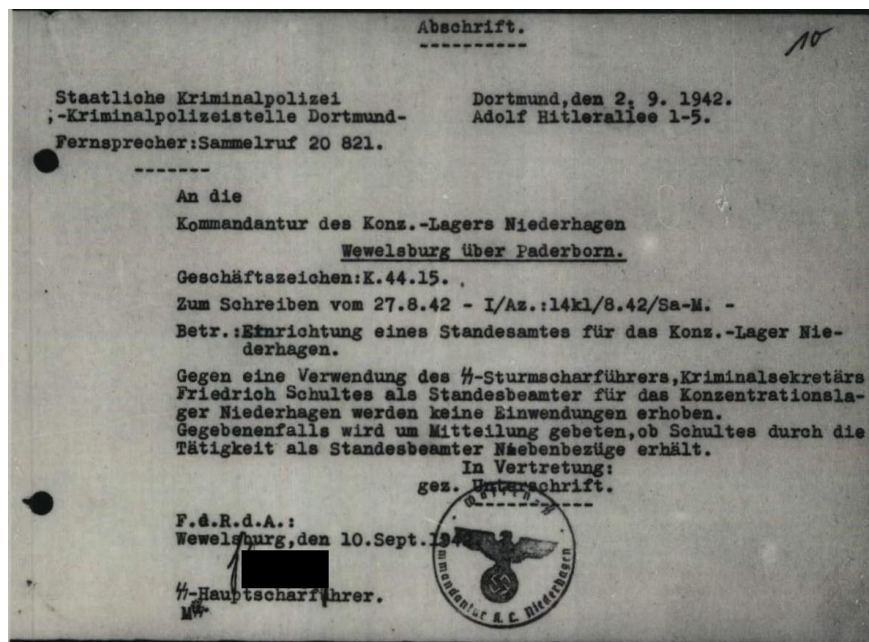 Abschrift.
10
Staatliche Kriminalpolizei
;-Kriminalpolizeistelle Dortmund-
Fernsprecher:Sammelruf 20 821.
Dortmund,den 2. 9. 1942.
Adolf Hitlerallee 1-5.
An die
Kommandantur des Konz.-Lagers Niederhagen
Wewelsburg über Paderborn.
Geschäftszeichen:K.44.15.
Zum Schreiben vom 27.8.42 - I/Az.:14kl/8.42/Sa-M. -
Betr.:Einrichtung eines Standesamtes für das Konz.-Lager Nie-
derhagen.
Gegen eine Verwendung des ᛋᛋ-Sturmscharführers,Kriminalsekretärs
Friedrich Schultes als Standesbeamter für das Konzentrationsla-
ger Niederhagen werden keine Einwendungen erhoben.
Gegebenenfalls wird um Mitteilung gebeten,ob Schultes durch die
Tätigkeit als Standesbeamter Nebenbezüge erhält.
In Vertretung:
gez. Unterschrift.
F.d.R.d.A.:
Wewelsburg,den 10.Sept.1942
ᛋᛋ-Hauptscharführer.
Waffen-ᛋᛋ
Kommandantur K. L. Niederhagen